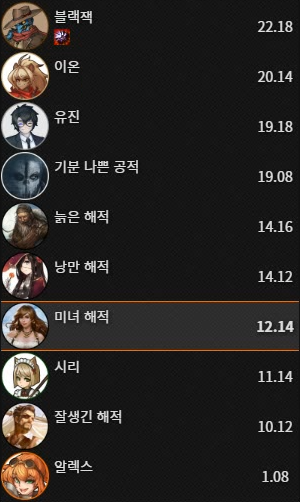 블랙잭
22.18
이온
20.14
유진
19.18
기분 나쁜 공적
19.08
늙은 해적
14.16
낭만 해적
14.12
미녀 해적
12.14
시리
11.14
잘생긴 해적
10.12
알렉스
1.08